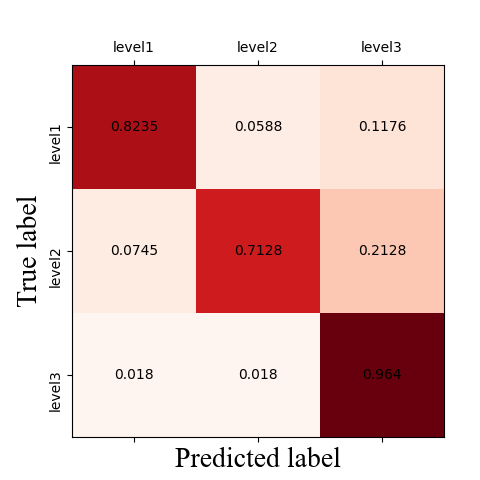 level1 level2 level3
level1 0.8235 0.0588 0.1176
level2 0.0745 0.7128 0.2128
level3 0.018 0.018 0.964
True label
Predicted label